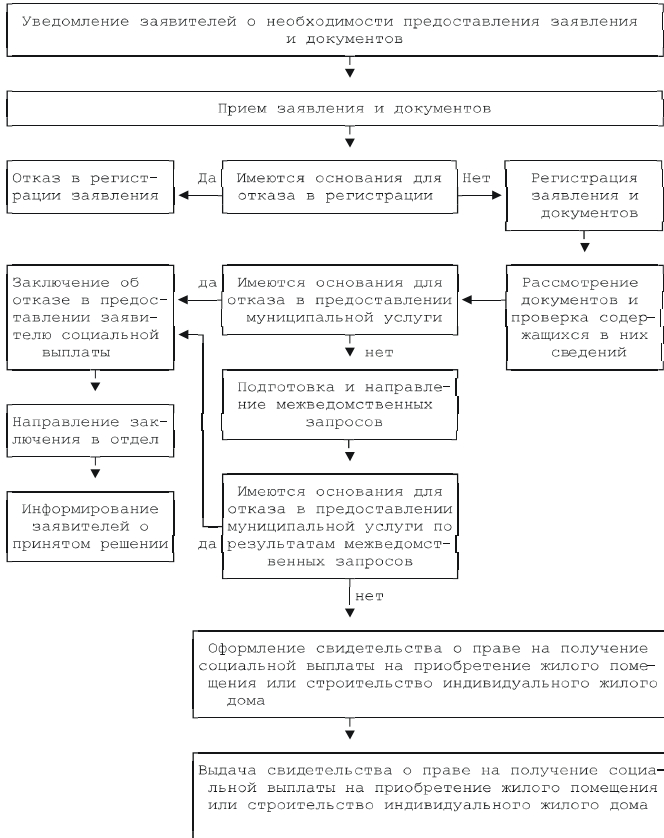 Уведомление заявителей о необходимости предоставления заявления
и документов
Прием заявления и документов
Отказ в регист-
рации заявления
Да
Имеются основания для
отказа в регистрации
Нет
Регистрация
заявления и
документов
Заключение об
отказе в предос-
тавлении заяви-
телю социальной
выплаты
да
Имеются основания для
отказа в предоставлении
муниципальной услуги
Рассмотрение
документов и
проверка содер-
жащихся в них
сведений
нет
Подготовка и направле-
ние межведомственных
запросов
Направление зак-
лючения в отдел
Имеются основания для
отказа в предоставлении
муниципальной услуги по
результатам межведомст-
венных запросов
да
Информирование
заявителей о
принятом решении
нет
Оформление свидетельства о праве на получение
социальной выплаты на приобретение жилого поме-
щения или строительство индивидуального жилого
дома
Выдача свидетельства о праве на получение социа-
льной выплаты на приобретение жилого помещения
или строительство индивидуального жилого дома